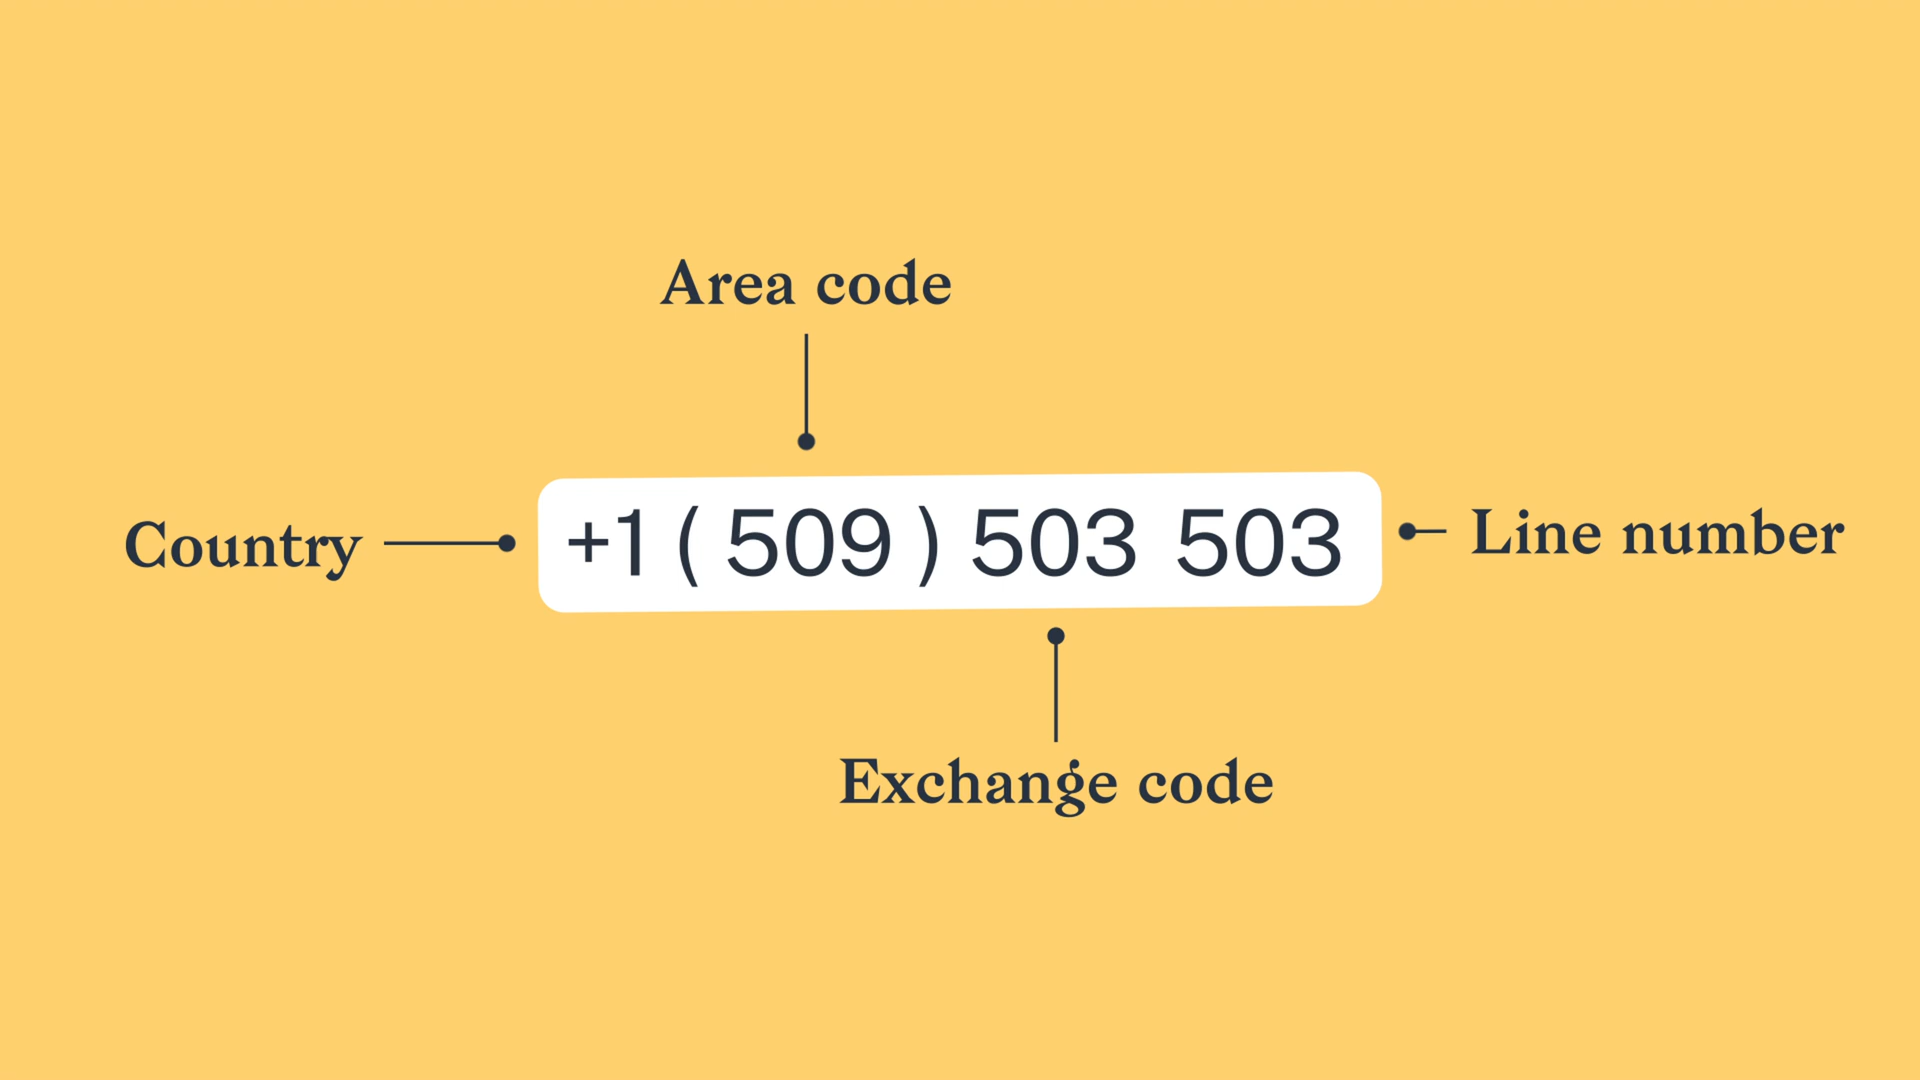 Area code
Country
+1 ( 509 ) 503 503
Line number
Exchange code